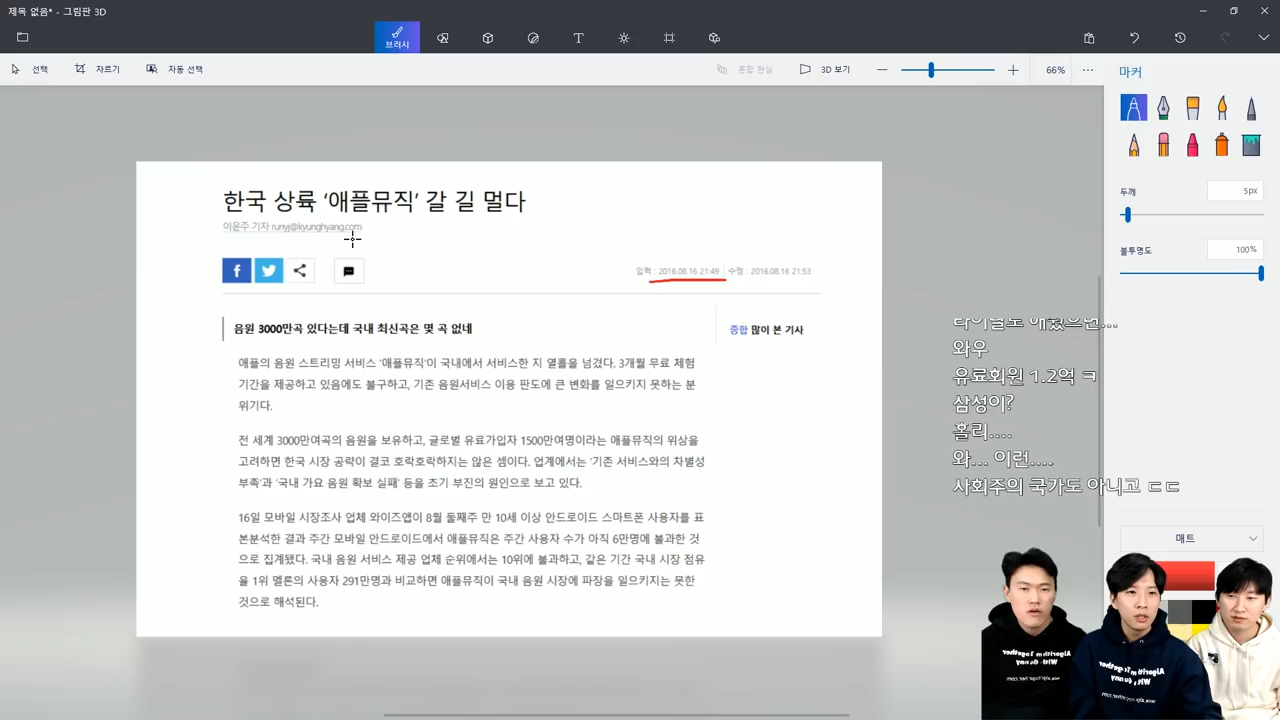 제목 없음* - 그림판 3D
브러시
선택
자르기
자동 선택
혼합 현실
3D 보기
66%
마커
두께
5px
불투명도
100%
매트
한국 상륙 ‘애플뮤직’ 갈 길 멀다
이윤주 기자 runyj@kyunghyang.com
입력 : 2016.08.16 21:49 | 수정 : 2016.08.16 21:53
음원 3000만곡 있다는데 국내 최신곡은 몇 곡 없네
종합 많이 본 기사
애플의 음원 스트리밍 서비스 ‘애플뮤직’이 국내에서 서비스한 지 열흘을 넘겼다. 3개월 무료 체험
기간을 제공하고 있음에도 불구하고, 기존 음원서비스 이용 판도에 큰 변화를 일으키지 못하는 분
위기다.
전 세계 3000만여곡의 음원을 보유하고, 글로벌 유료가입자 1500만여명이라는 애플뮤직의 위상을
고려하면 한국 시장 공략이 결코 호락호락하지는 않은 셈이다. 업계에서는 ‘기존 서비스와의 차별성
부족’과 ‘국내 가요 음원 확보 실패’ 등을 초기 부진의 원인으로 보고 있다.
16일 모바일 시장조사 업체 와이즈앱이 8월 둘째주 만 10세 이상 안드로이드 스마트폰 사용자를 표
본분석한 결과 주간 모바일 안드로이드에서 애플뮤직은 주간 사용자 수가 아직 6만명에 불과한 것
으로 집계됐다. 국내 음원 서비스 제공 업체 순위에서는 10위에 불과하고, 같은 기간 국내 시장 점유
율 1위 멜론의 사용자 291만명과 비교하면 애플뮤직이 국내 음원 시장에 파장을 일으키지는 못한
것으로 해석된다.
와우
유료회원 1.2억 ㅋ
삼성이?
홀리....
와... 이런....
사회주의 국가도 아니고 ㄷㄷ